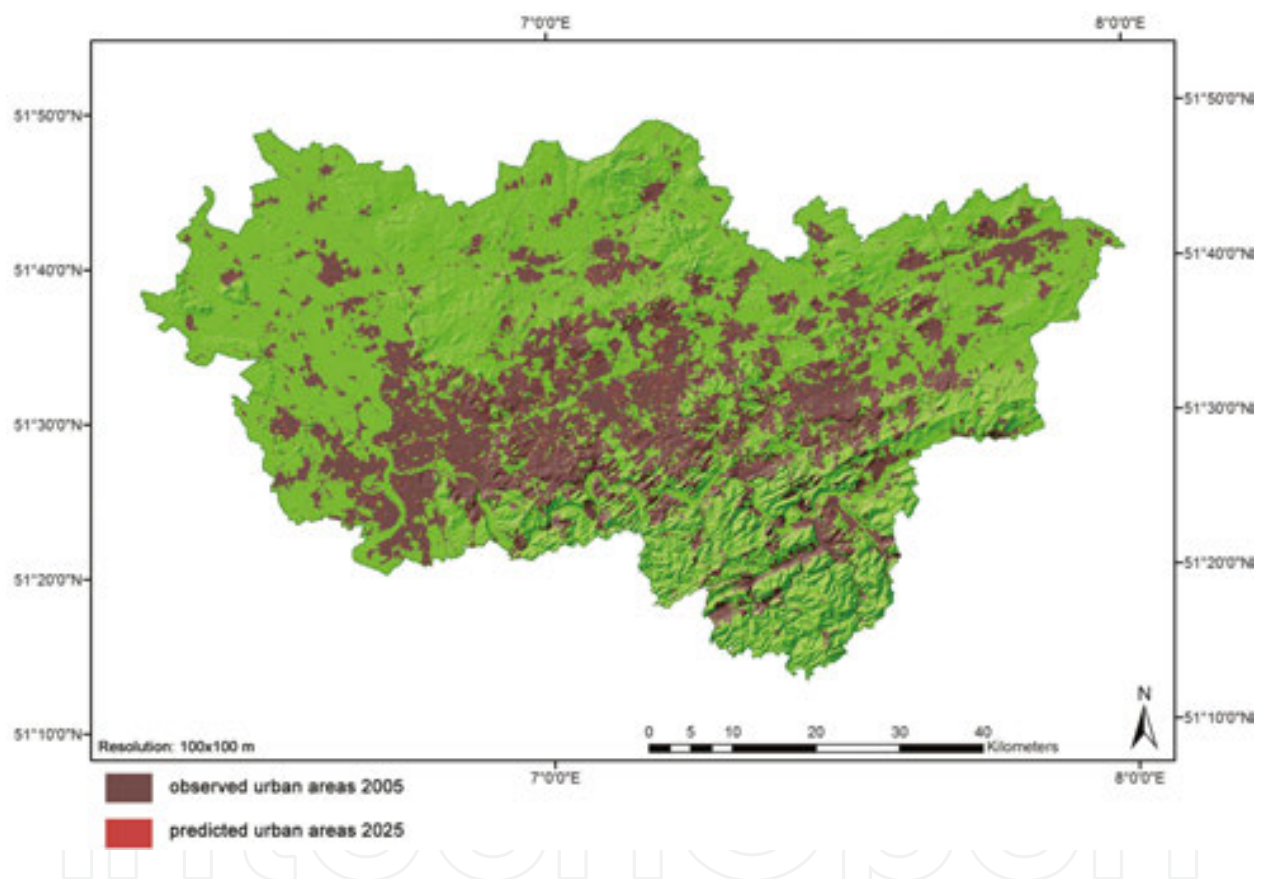 7°0'0"E 8°0'0"E
51°50'0"N 51°50'0"N
51°40'0"N 51°40'0"N
51°30'0"N 51°30'0"N
51°20'0"N 51°20'0"N
N
51°10'0"N 51°10'0"N
0 5 10 20 30 40
Resolution: 100x100 m Kilometers
7°0'0"E 8°0'0"E
observed urban areas 2005
predicted urban areas 2025